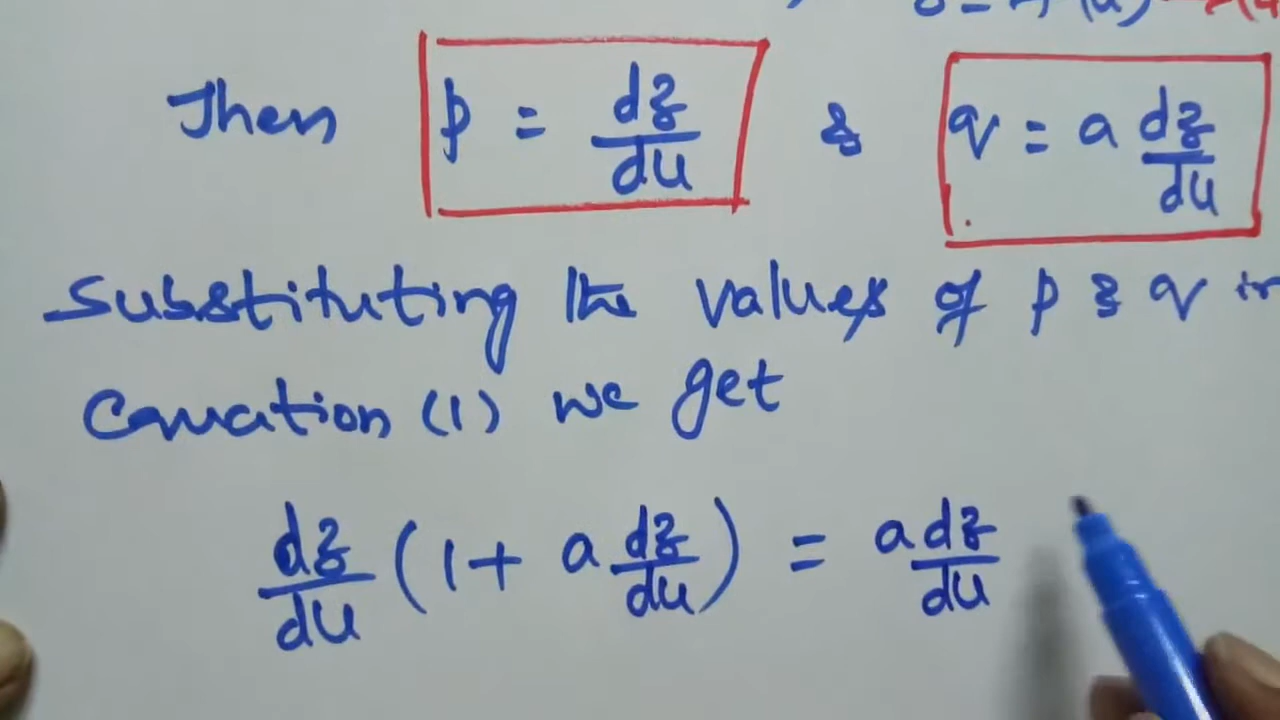 Then p = dz/du & q = a dz/du
Substituting the values of p & q in
equation (1) we get
dz/du (1 + a dz/du) = a dz/du